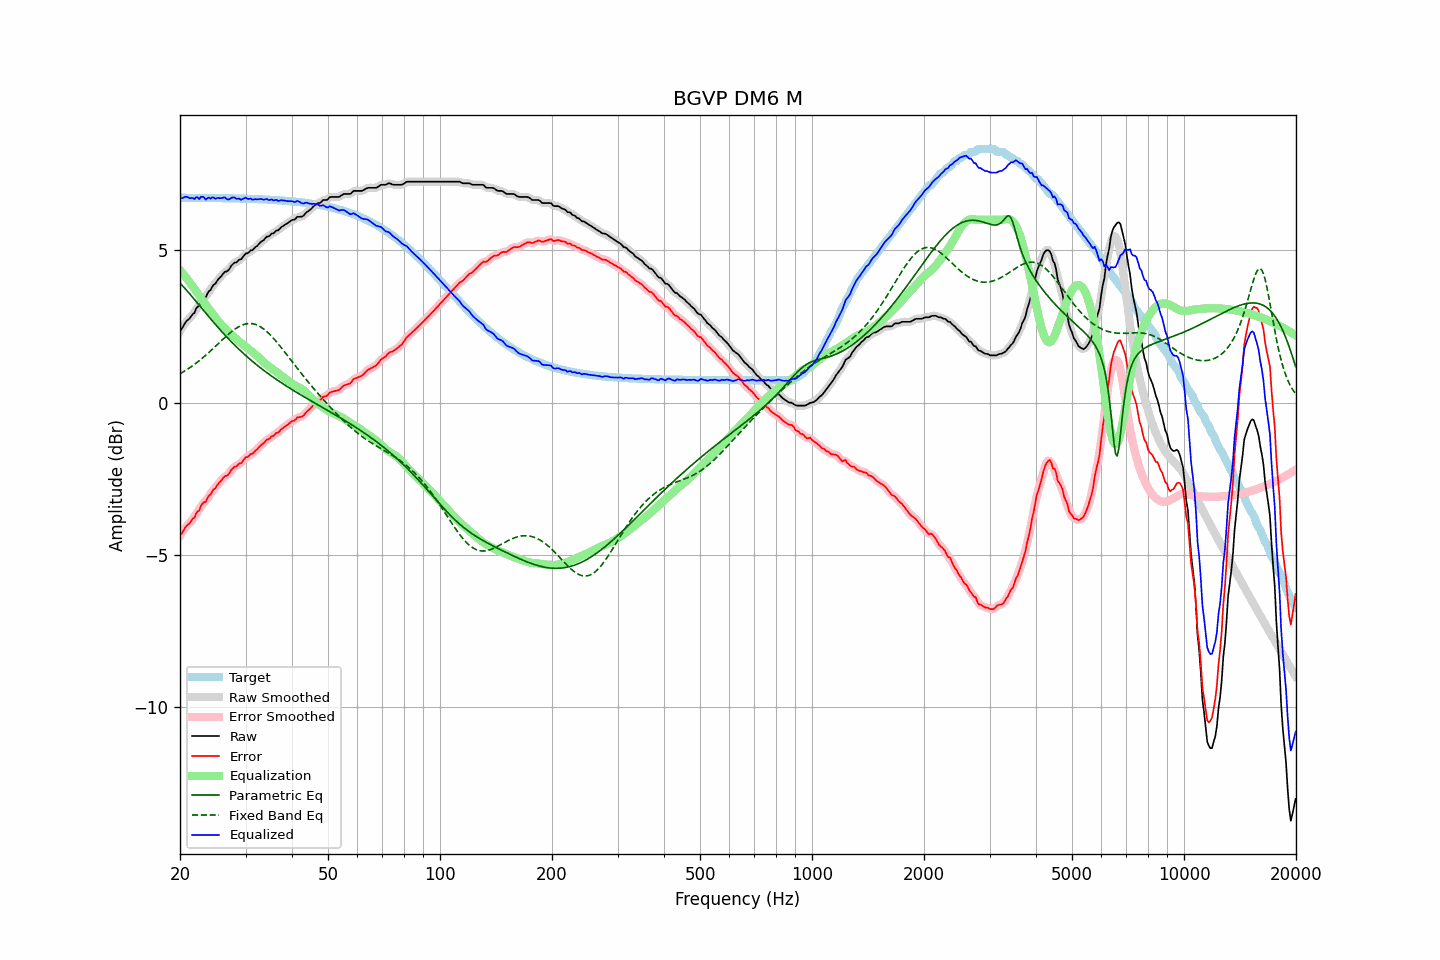 BGVP DM6 M
Amplitude (dBr)
5
0
−5
−10
Target
Raw Smoothed
Error Smoothed
Raw
Error
Equalization
Parametric Eq
Fixed Band Eq
Equalized
20 50 100 200 500 1000 2000 5000 10000 20000
Frequency (Hz)